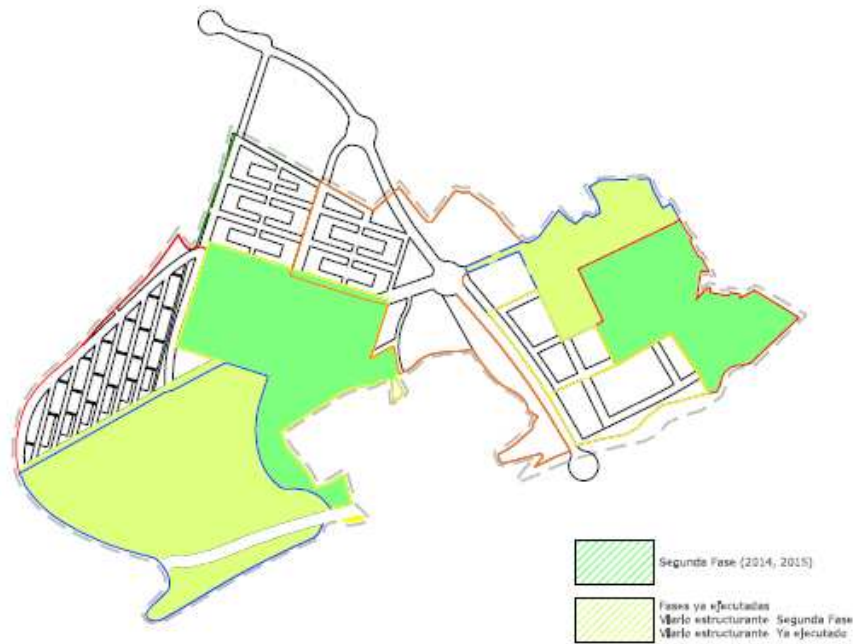 Segunda Fase (2014, 2015)
Fases ya ejecutadas
Viario estructurante Segunda Fase
Viario estructurante Ya ejecutado